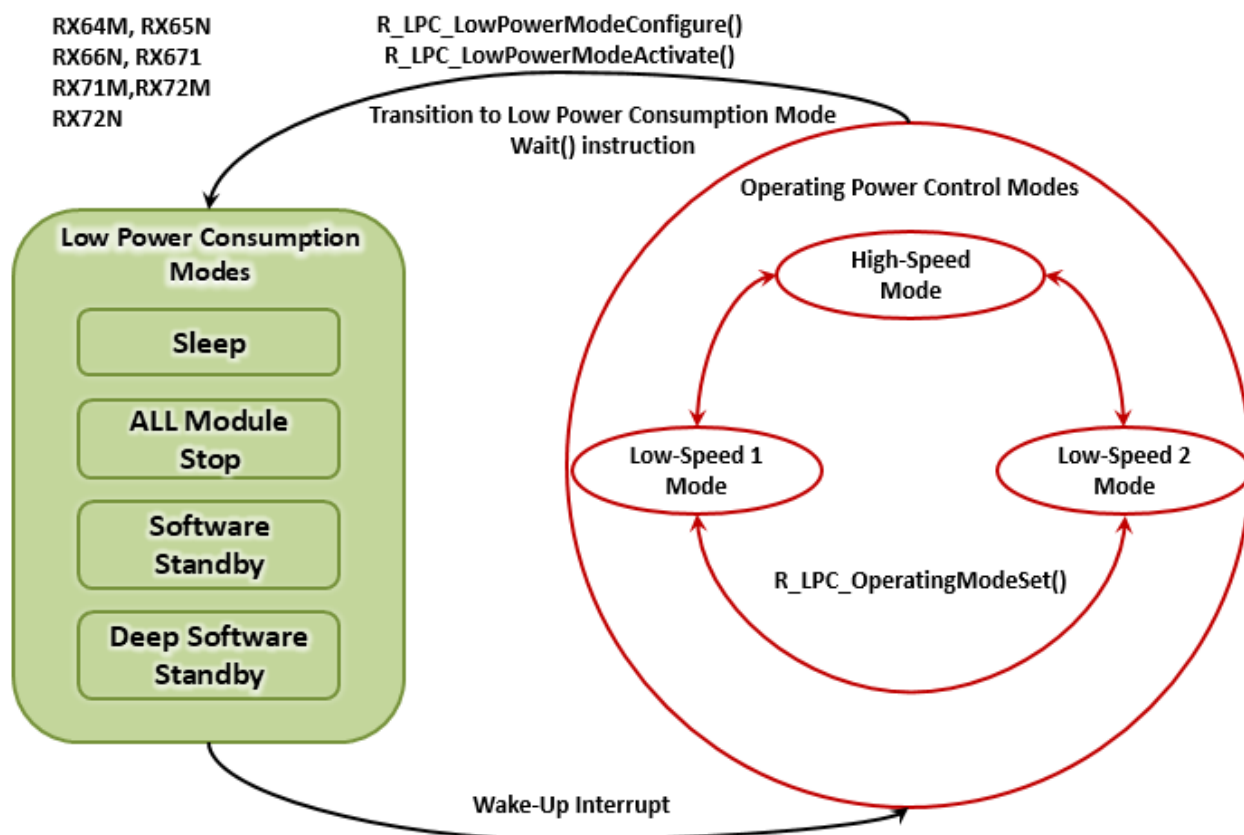 RX64M, RX65N
RX66N, RX671
RX71M,RX72M
RX72N
R_LPC_LowPowerModeConfigure()
R_LPC_LowPowerModeActivate()
Transition to Low Power Consumption Mode
Wait() instruction
Low Power Consumption
Modes
Sleep
ALL Module
Stop
Software
Standby
Deep Software
Standby
Operating Power Control Modes
High-Speed
Mode
Low-Speed 1
Mode
Low-Speed 2
Mode
R_LPC_OperatingModeSet()
Wake-Up Interrupt